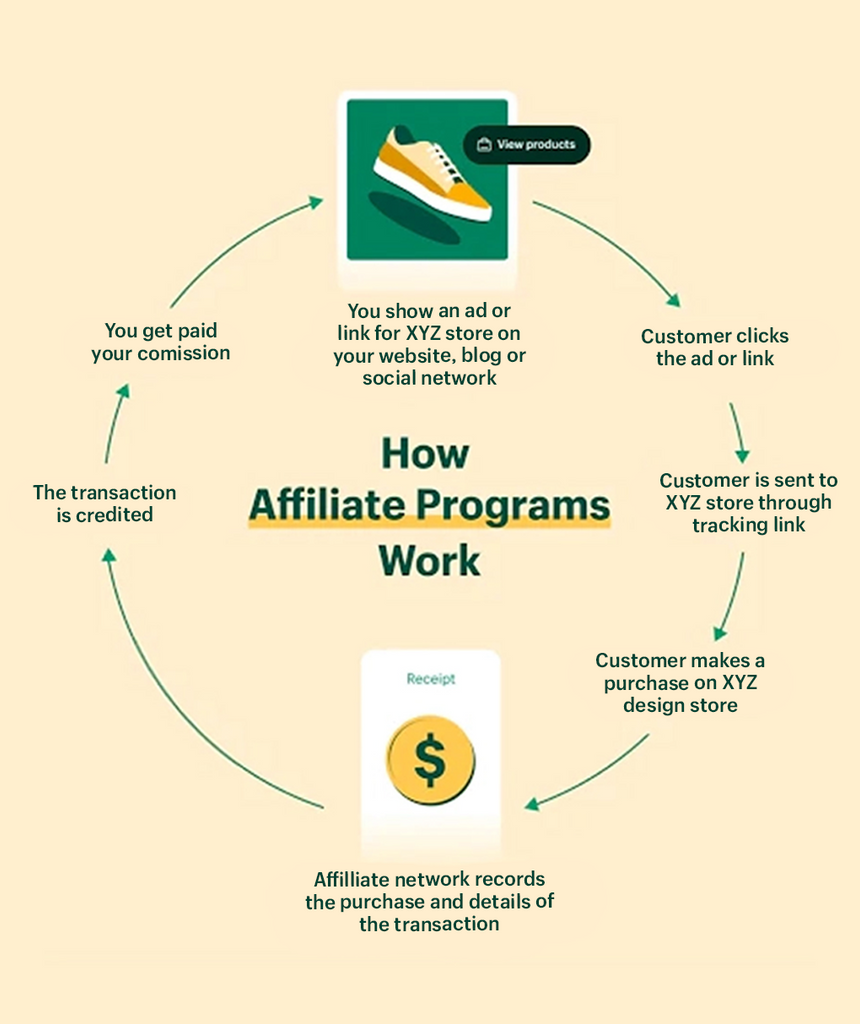 View products
You show an ad or
link for XYZ store on
your website, blog or
social network
Customer clicks
the ad or link
Customer is sent to
XYZ store through
tracking link
Customer makes a
purchase on XYZ
design store
Receipt
$
Affilliate network records
the purchase and details of
the transaction
The transaction
is credited
You get paid
your comission
How
Affiliate Programs
Work